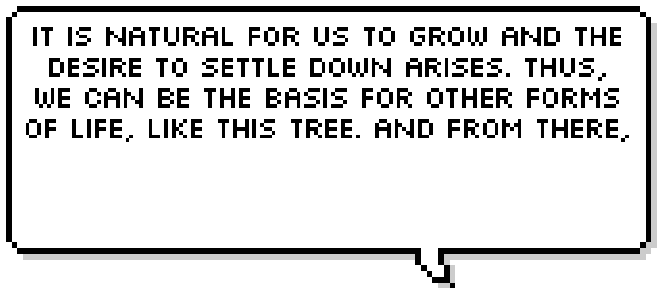 IT IS NATURAL FOR US TO GROW AND THE
DESIRE TO SETTLE DOWN ARISES. THUS,
WE CAN BE THE BASIS FOR OTHER FORMS
OF LIFE, LIKE THIS TREE. AND FROM THERE,